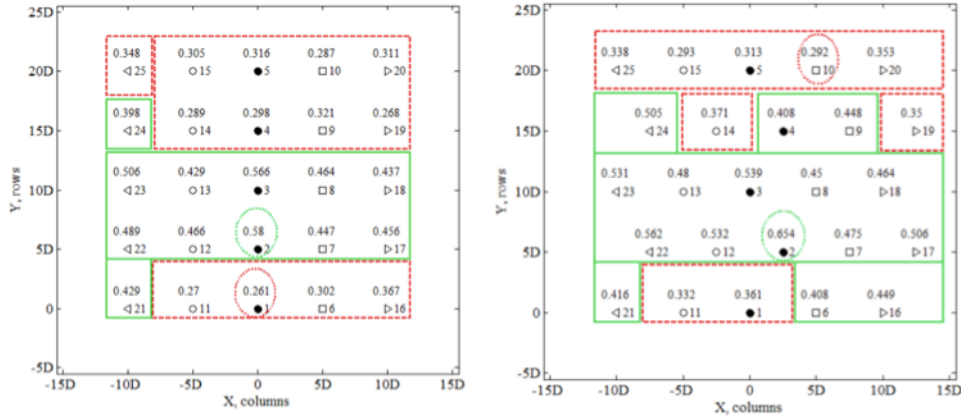 25D
0.348 0.305 0.316 0.287 0.311
20D 25 15 5 10 20
0.398 0.289 0.298 0.321 0.268
15D 24 14 4 9 19
0.506 0.429 0.566 0.464 0.437
10D 23 13 3 8 18
0.489 0.466 0.58 0.447 0.456
5D 22 12 2 7 17
0.429 0.27 0.261 0.302 0.367
0 21 11 1 6 16
-5D
-15D -10D -5D 0 5D 10D 15D
X, columns
Y, rows
25D
0.338 0.293 0.313 0.292 0.353
20D 25 15 5 10 20
0.505 0.371 0.408 0.448 0.35
15D 24 14 4 9 19
0.531 0.48 0.539 0.45 0.464
10D 23 13 3 8 18
0.562 0.532 0.654 0.475 0.506
5D 22 12 2 7 17
0.416 0.332 0.361 0.408 0.449
0 21 11 1 6 16
-5D
-15D -10D -5D 0 5D 10D 15D
X, columns
Y, rows